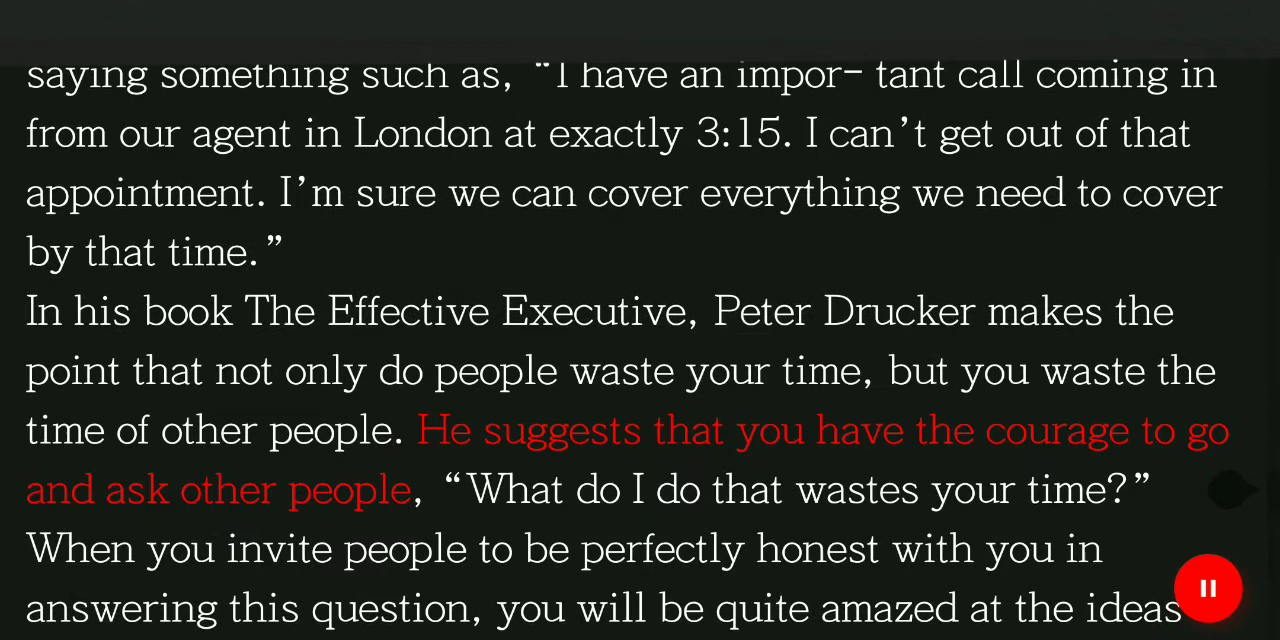 saying something such as, “I have an impor- tant call coming in
from our agent in London at exactly 3:15. I can’t get out of that
appointment. I’m sure we can cover everything we need to cover
by that time.”
In his book The Effective Executive, Peter Drucker makes the
point that not only do people waste your time, but you waste the
time of other people. He suggests that you have the courage to go
and ask other people, “What do I do that wastes your time?”
When you invite people to be perfectly honest with you in
answering this question, you will be quite amazed at the ideas